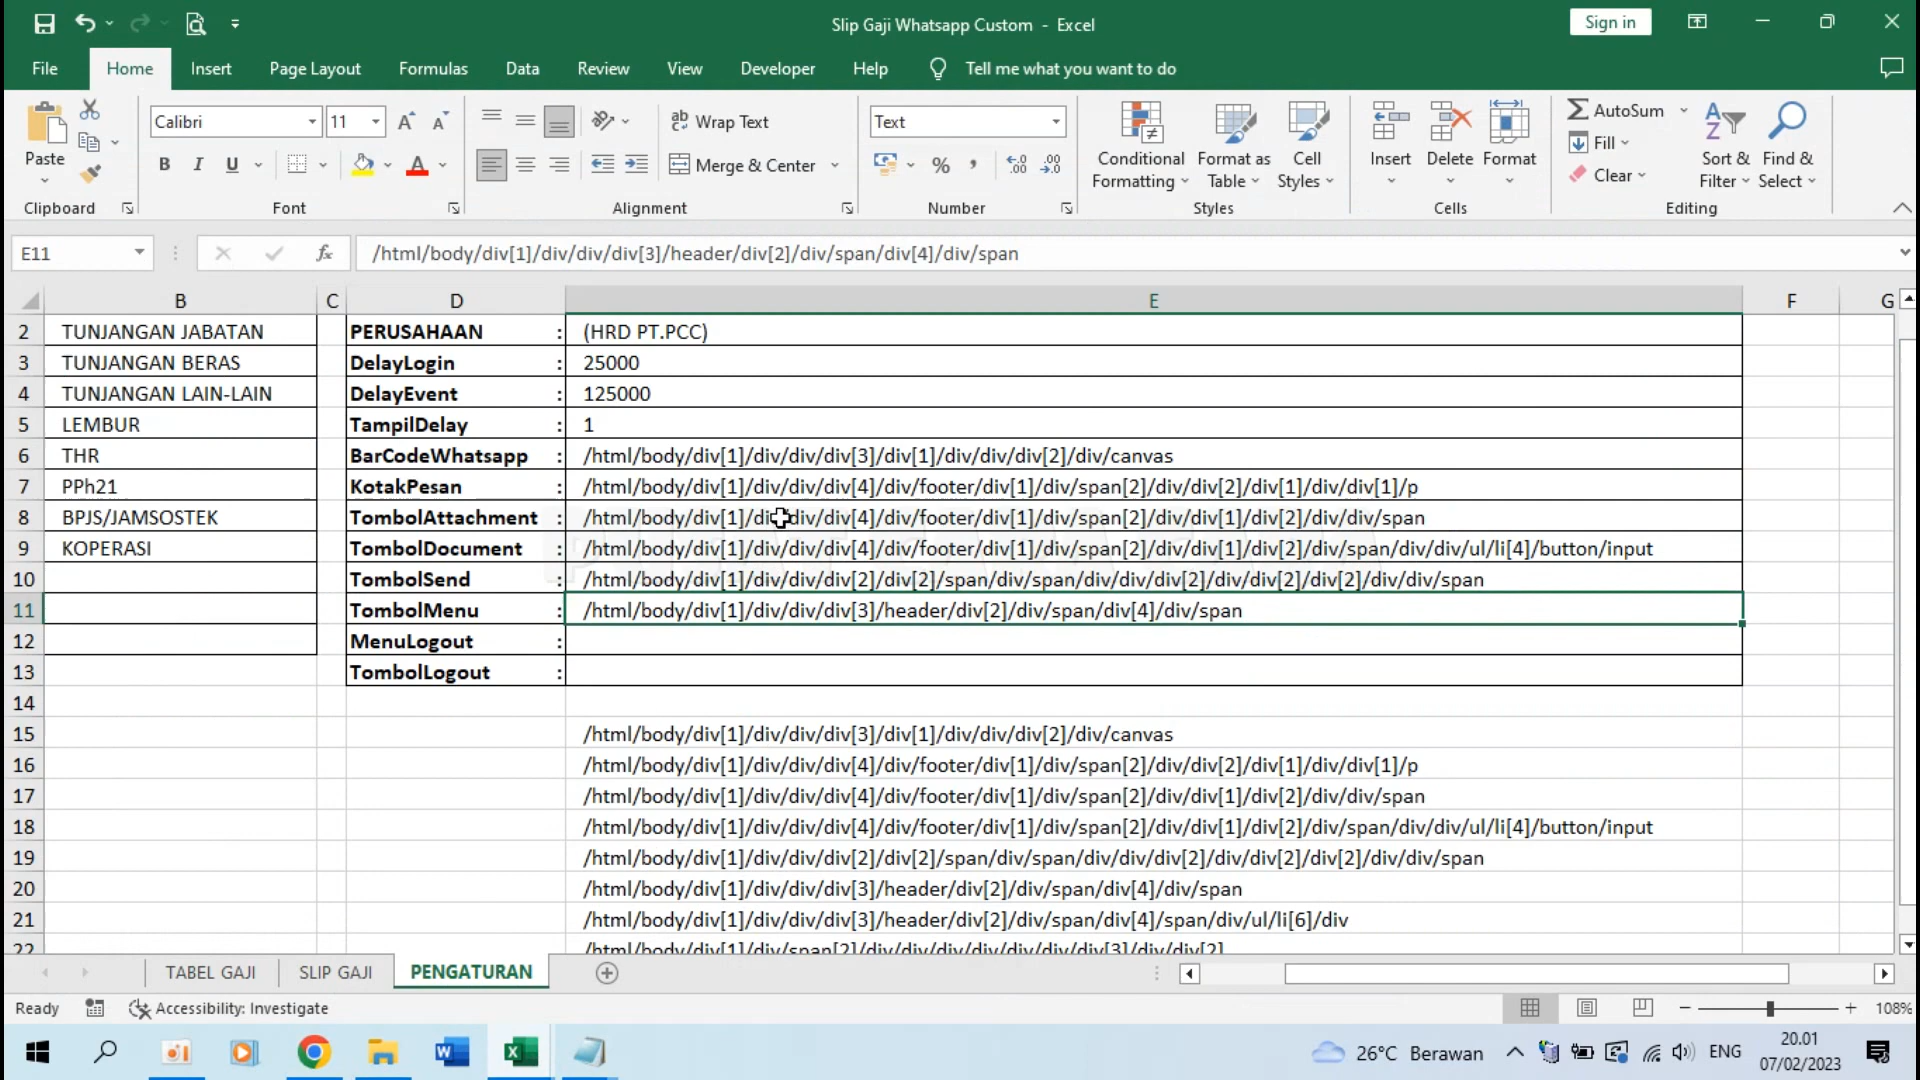 Slip Gaji Whatsapp Custom - Excel
Sign in
File Home Insert Page Layout Formulas Data Review View Developer Help Tell me what you want to do
Paste
Clipboard
Calibri 11
B I U
Font
Wrap Text
Merge & Center
Alignment
Text
Number
Conditional Formatting
Format as Table
Cell Styles
Styles
Insert Delete Format
Cells
AutoSum
Fill
Clear
Sort & Filter
Find & Select
Editing
E11 fx /html/body/div[1]/div/div/div[3]/header/div[2]/div/span/div[4]/div/span
B C D E F G
2 TUNJANGAN JABATAN PERUSAHAAN : (HRD PT.PCC)
3 TUNJANGAN BERAS DelayLogin : 25000
4 TUNJANGAN LAIN-LAIN DelayEvent : 125000
5 LEMBUR TampilDelay : 1
6 THR BarCodeWhatsapp : /html/body/div[1]/div/div/div[3]/div[1]/div/div/div[2]/div/canvas
7 PPh21 KotakPesan : /html/body/div[1]/div/div/div[4]/div/footer/div[1]/div/span[2]/div/div[2]/div[1]/div/div[1]/p
8 BPJS/JAMSOSTEK TombolAttachment : /html/body/div[1]/div/div/div[4]/div/footer/div[1]/div/span[2]/div/div[1]/div[2]/div/div/span
9 KOPERASI TombolDocument : /html/body/div[1]/div/div/div[4]/div/footer/div[1]/div/span[2]/div/div[1]/div[2]/div/span/div/div/ul/li[4]/button/input
10 TombolSend : /html/body/div[1]/div/div/div[2]/div[2]/span/div/span/div/div/div[2]/div/div[2]/div[2]/div/div/span
11 TombolMenu : /html/body/div[1]/div/div/div[3]/header/div[2]/div/span/div[4]/div/span
12 MenuLogout :
13 TombolLogout :
14
15 /html/body/div[1]/div/div/div[3]/div[1]/div/div/div[2]/div/canvas
16 /html/body/div[1]/div/div/div[4]/div/footer/div[1]/div/span[2]/div/div[2]/div[1]/div/div[1]/p
17 /html/body/div[1]/div/div/div[4]/div/footer/div[1]/div/span[2]/div/div[1]/div[2]/div/div/span
18 /html/body/div[1]/div/div/div[4]/div/footer/div[1]/div/span[2]/div/div[1]/div[2]/div/span/div/div/ul/li[4]/button/input
19 /html/body/div[1]/div/div/div[2]/div[2]/span/div/span/div/div/div[2]/div/div[2]/div[2]/div/div/span
20 /html/body/div[1]/div/div/div[3]/header/div[2]/div/span/div[4]/div/span
21 /html/body/div[1]/div/div/div[3]/header/div[2]/div/span/div[4]/span/div/ul/li[6]/div
22 /html/body/div[1]/div/span[2]/div/div/div/div/div/div/div[3]/div/div[2]
TABEL GAJI SLIP GAJI PENGATURAN
Ready Accessibility: Investigate 108%
26°C Berawan ENG 20.01
07/02/2023